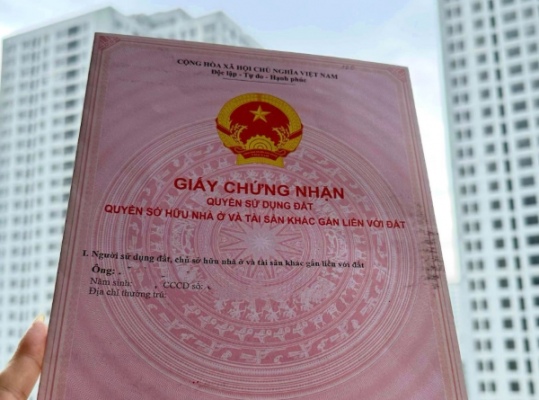 CỘNG HÒA XÃ HỘI CHỦ NGHĨA VIỆT NAM
Độc lập - Tự do - Hạnh phúc
GIẤY CHỨNG NHẬN
QUYỀN SỬ DỤNG ĐẤT
QUYỀN SỞ HỮU NHÀ Ở VÀ TÀI SẢN KHÁC GẮN LIỀN VỚI ĐẤT
I. Người sử dụng đất, chủ sở hữu nhà ở và tài sản khác gắn liền với đất
Ông:
Năm sinh: CCCD số:
Địa chỉ thường trú: